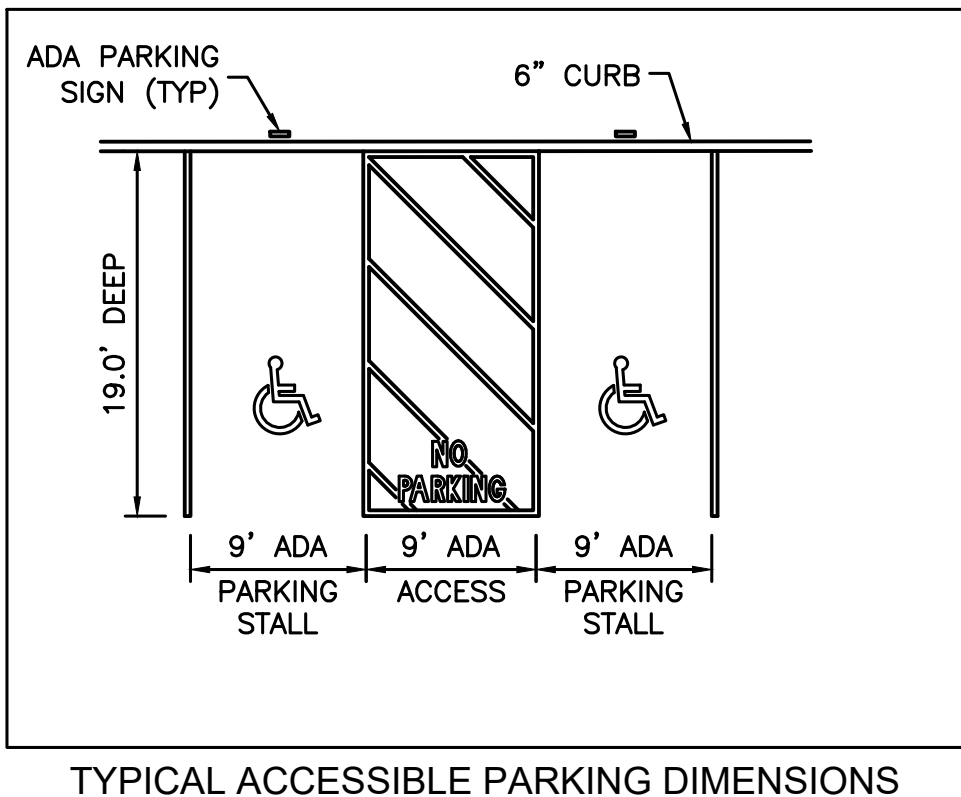 ADA PARKING
SIGN (TYP)
6” CURB
19.0’ DEEP
NO
PARKING
9’ ADA
PARKING
STALL
9’ ADA
ACCESS
9’ ADA
PARKING
STALL
TYPICAL ACCESSIBLE PARKING DIMENSIONS